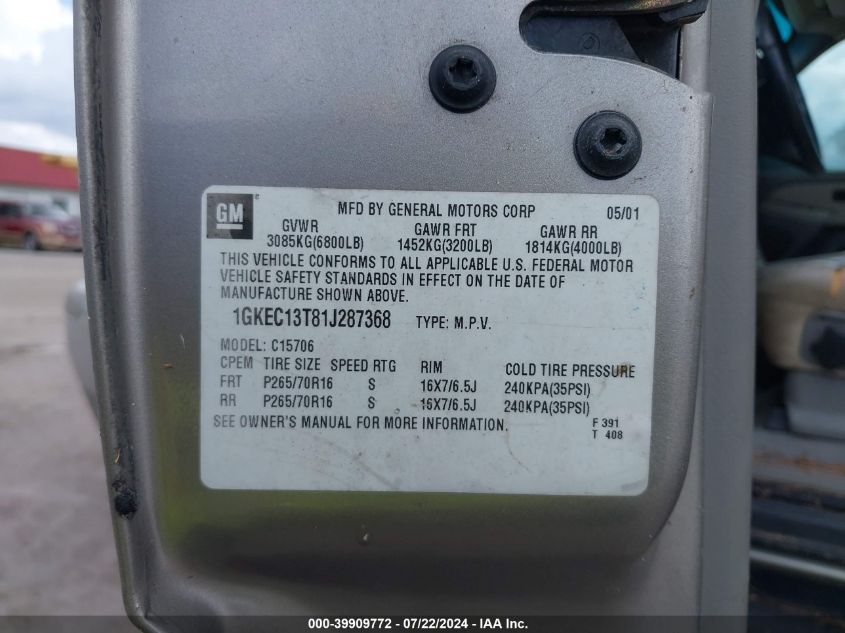 GM
MFD BY GENERAL MOTORS CORP 05/01
GVWR GAWR FRT GAWR RR
3085KG(6800LB) 1452KG(3200LB) 1814KG(4000LB)
THIS VEHICLE CONFORMS TO ALL APPLICABLE U.S. FEDERAL MOTOR
VEHICLE SAFETY STANDARDS IN EFFECT ON THE DATE OF
MANUFACTURE SHOWN ABOVE.
1GKEC13T81J287368 TYPE: M.P.V.
MODEL: C15706
CPEM TIRE SIZE SPEED RTG RIM COLD TIRE PRESSURE
FRT P265/70R16 S 16X7/6.5J 240KPA(35PSI)
RR P265/70R16 S 16X7/6.5J 240KPA(35PSI)
SEE OWNER'S MANUAL FOR MORE INFORMATION. F 391
T 408
000-39909772 - 07/22/2024 - IAA Inc.